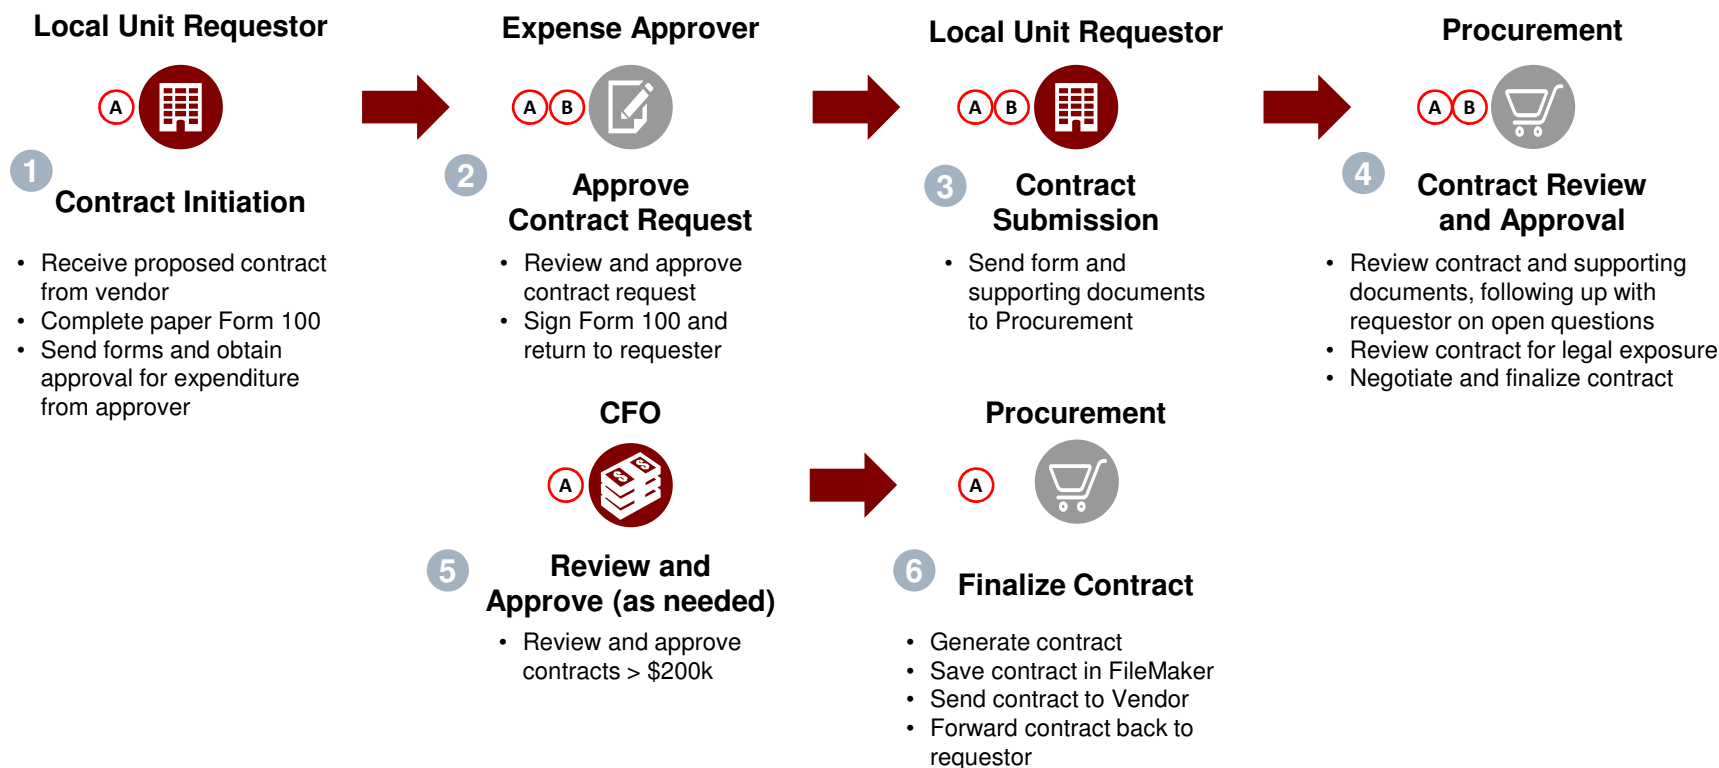 Local Unit Requestor
A
1
Contract Initiation
• Receive proposed contract
from vendor
• Complete paper Form 100
• Send forms and obtain
approval for expenditure
from approver
Expense Approver
A B
2
Approve
Contract Request
• Review and approve
contract request
• Sign Form 100 and
return to requester
Local Unit Requestor
A B
3
Contract
Submission
• Send form and
supporting documents
to Procurement
Procurement
A B
4
Contract Review
and Approval
• Review contract and supporting
documents, following up with
requestor on open questions
• Review contract for legal exposure
• Negotiate and finalize contract
CFO
A
$ $
5
Review and
Approve (as needed)
• Review and approve
contracts > $200k
Procurement
A
6
Finalize Contract
• Generate contract
• Save contract in FileMaker
• Send contract to Vendor
• Forward contract back to
requestor